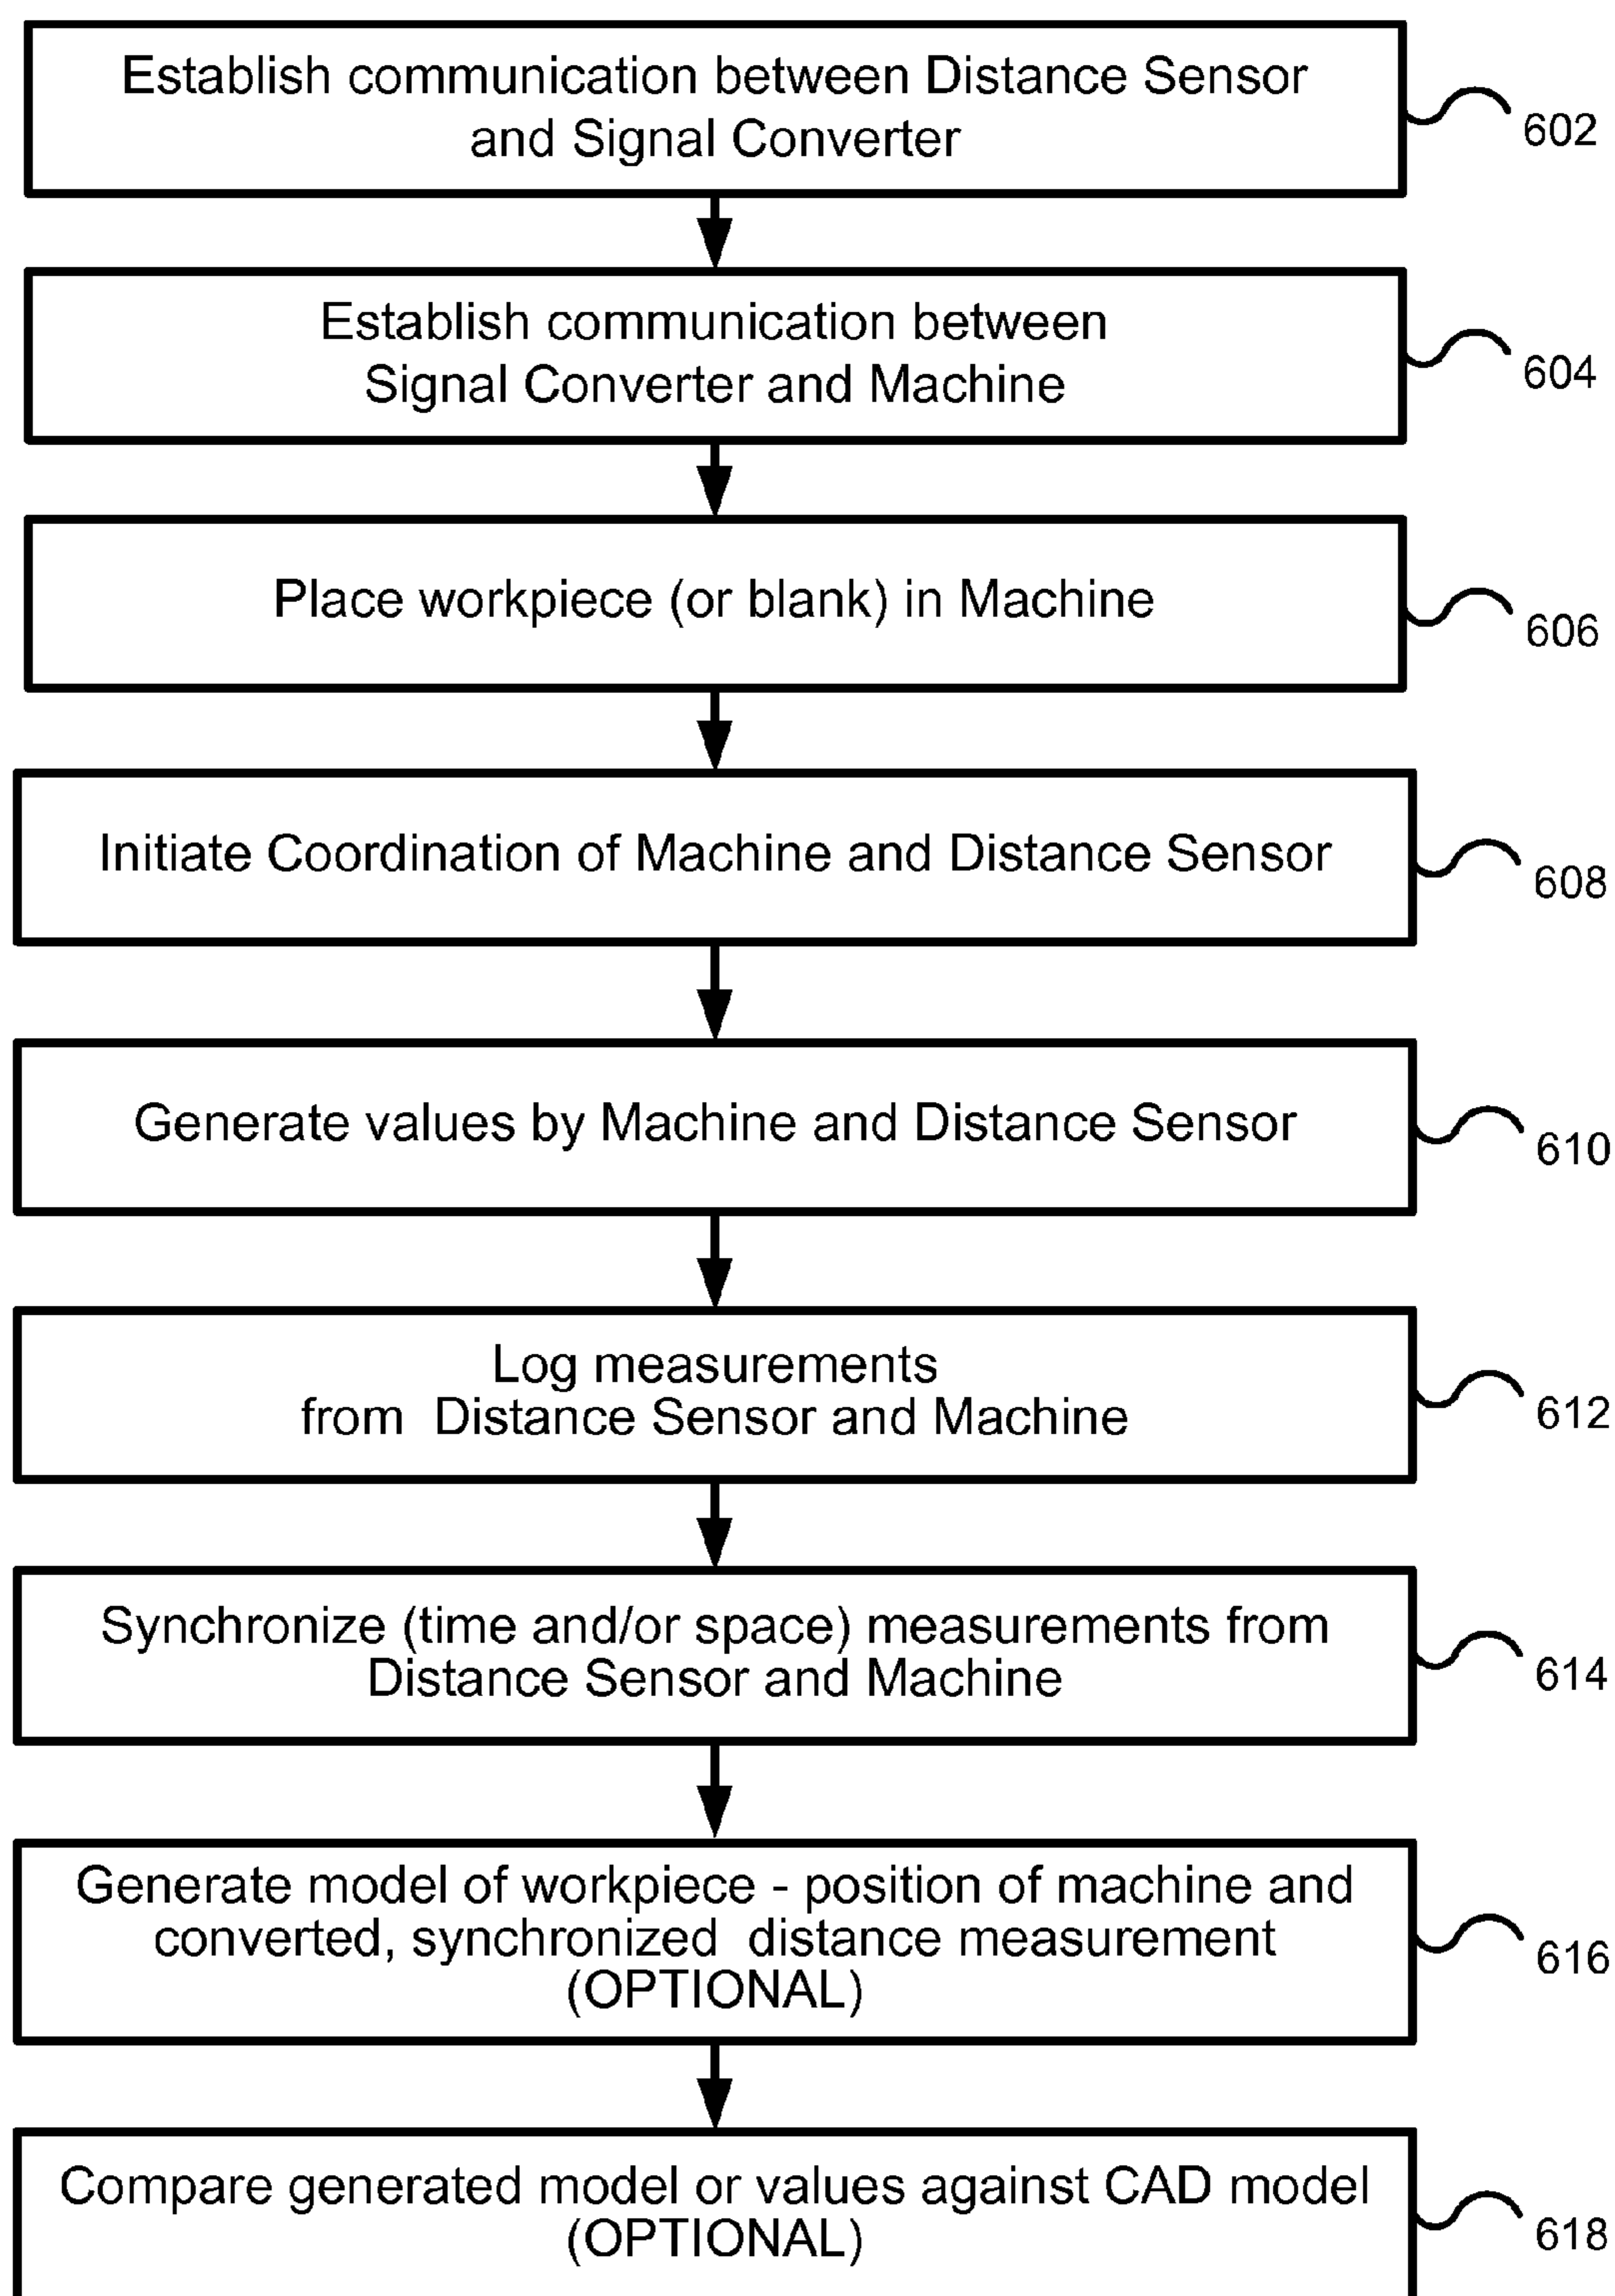 Establish communication between Distance Sensor
and Signal Converter
602
Establish communication between
Signal Converter and Machine
604
Place workpiece (or blank) in Machine
606
Initiate Coordination of Machine and Distance Sensor
608
Generate values by Machine and Distance Sensor
610
Log measurements
from Distance Sensor and Machine
612
Synchronize (time and/or space) measurements from
Distance Sensor and Machine
614
Generate model of workpiece - position of machine and
converted, synchronized distance measurement
(OPTIONAL)
616
Compare generated model or values against CAD model
(OPTIONAL)
618